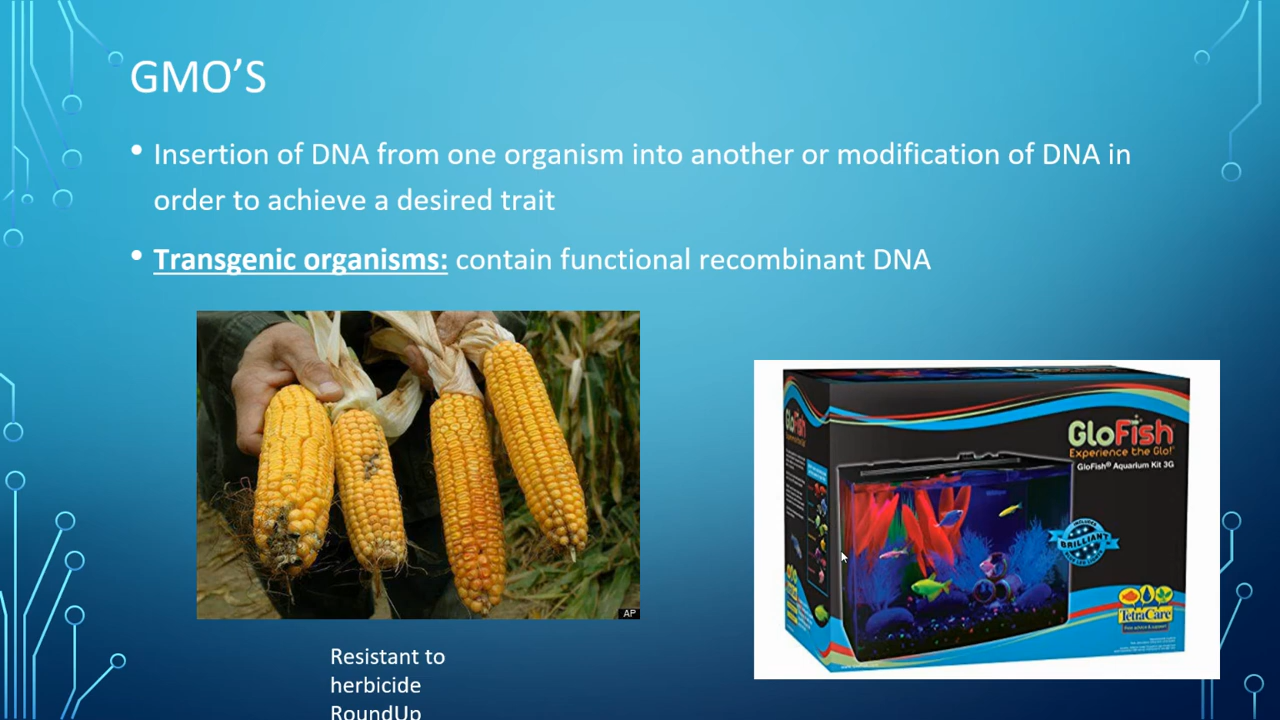 GMO'S
• Insertion of DNA from one organism into another or modification of DNA in
order to achieve a desired trait
• Transgenic organisms: contain functional recombinant DNA
AP
GloFish
GloFish
Experience the Glo!
GloFish® Aquarium Kit 3G
BRILLIANT
TetraCare
Resistant to
herbicide
RoundUp